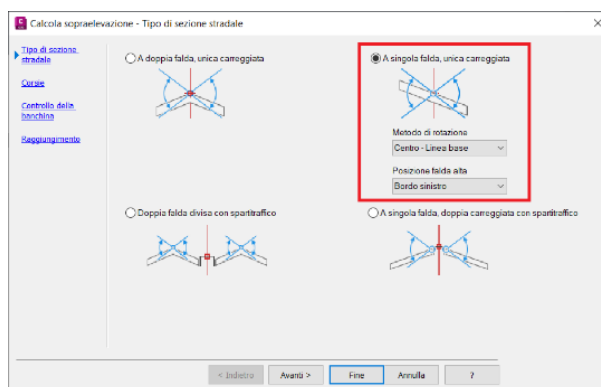 Calcola sopraelevazione - Tipo di sezione stradale
Tipo di sezione
stradale
Corsie
Controllo della
banchina
Raggiungimento
A doppia falda, unica carreggiata
A singola falda, unica carreggiata
Metodo di rotazione
Centro - Linea base
Posizione falda alta
Bordo sinistro
Doppia falda divisa con spartitraffico
A singola falda, doppia carreggiata con spartitraffico
< Indietro
Avanti >
Fine
Annulla
?